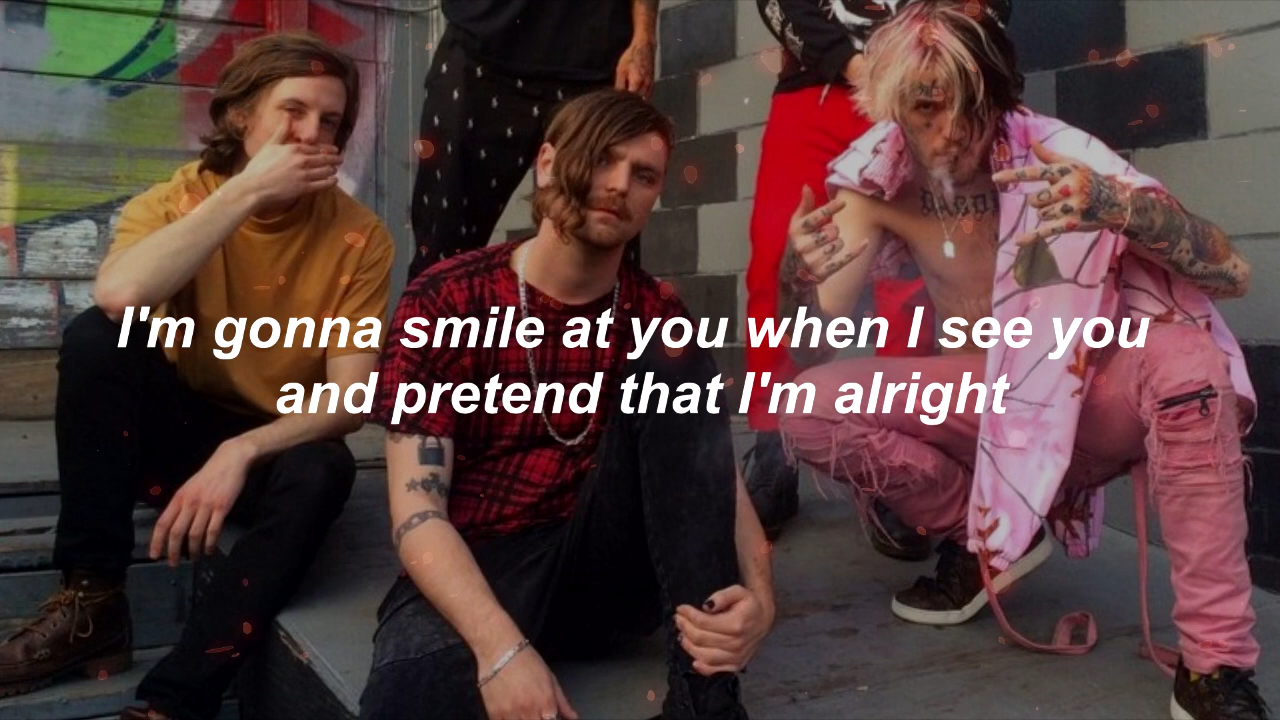 I'm gonna smile at you when I see you
and pretend that I'm alright